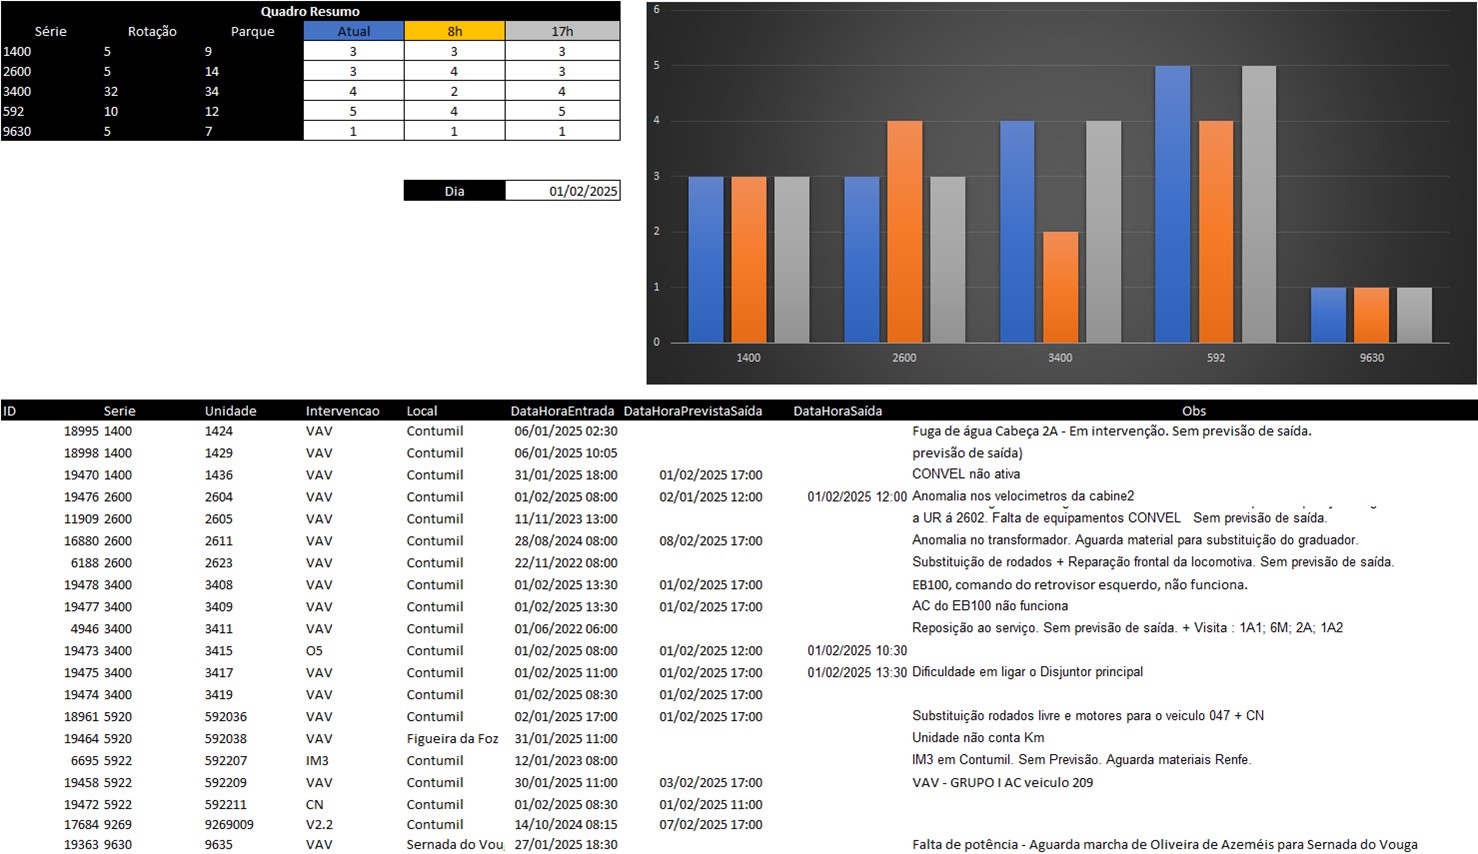 Quadro Resumo
Série Rotação Parque Atual 8h 17h
1400 5 9 3 3 3
2600 5 14 3 4 3
3400 32 34 4 2 4
592 10 12 5 4 5
9630 5 7 1 1 1
Dia 01/02/2025
6
5
4
3
2
1
0
1400 2600 3400 592 9630
ID Serie Unidade Intervencao Local DataHoraEntrada DataHoraPrevistaSaída DataHoraSaída Obs
18995 1400 1424 VAV Contumil 06/01/2025 02:30 Fuga de água Cabeça 2A - Em intervenção. Sem previsão de saída.
18998 1400 1429 VAV Contumil 06/01/2025 10:05 previsão de saída)
19470 1400 1436 VAV Contumil 31/01/2025 18:00 01/02/2025 17:00 CONVEL não ativa
19476 2600 2604 VAV Contumil 01/02/2025 08:00 02/01/2025 12:00 01/02/2025 12:00 Anomalia nos velocimetros da cabine2
11909 2600 2605 VAV Contumil 11/11/2023 13:00 a UR á 2602. Falta de equipamentos CONVEL Sem previsão de saída.
16880 2600 2611 VAV Contumil 28/08/2024 08:00 08/02/2025 17:00 Anomalia no transformador. Aguarda material para substituição do graduador.
6188 2600 2623 VAV Contumil 22/11/2022 08:00 Substituição de rodados + Reparação frontal da locomotiva. Sem previsão de saída.
19478 3400 3408 VAV Contumil 01/02/2025 13:30 01/02/2025 17:00 EB100, comando do retrovisor esquerdo, não funciona.
19477 3400 3409 VAV Contumil 01/02/2025 13:30 01/02/2025 17:00 AC do EB100 não funciona
4946 3400 3411 VAV Contumil 01/06/2022 06:00 Reposição ao serviço. Sem previsão de saída. + Visita : 1A1; 6M; 2A; 1A2
19473 3400 3415 O5 Contumil 01/02/2025 08:00 01/02/2025 12:00 01/02/2025 10:30
19475 3400 3417 VAV Contumil 01/02/2025 11:00 01/02/2025 17:00 01/02/2025 13:30 Dificuldade em ligar o Disjuntor principal
19474 3400 3419 VAV Contumil 01/02/2025 08:30 01/02/2025 17:00
18961 5920 592036 VAV Contumil 02/01/2025 17:00 01/02/2025 17:00 Substituição rodados livre e motores para o veiculo 047 + CN
19464 5920 592038 VAV Figueira da Foz 31/01/2025 11:00 Unidade não conta Km
6695 5922 592207 IM3 Contumil 12/01/2023 08:00 IM3 em Contumil. Sem Previsão. Aguarda materiais Renfe.
19458 5922 592209 VAV Contumil 30/01/2025 11:00 03/02/2025 17:00 VAV - GRUPO I AC veiculo 209
19472 5922 592211 CN Contumil 01/02/2025 08:30 01/02/2025 11:00
17684 9269 9269009 V2.2 Contumil 14/10/2024 08:15 07/02/2025 17:00
19363 9630 9635 VAV Sernada do Vou 27/01/2025 18:30 Falta de potência - Aguarda marcha de Oliveira de Azeméis para Sernada do Vouga